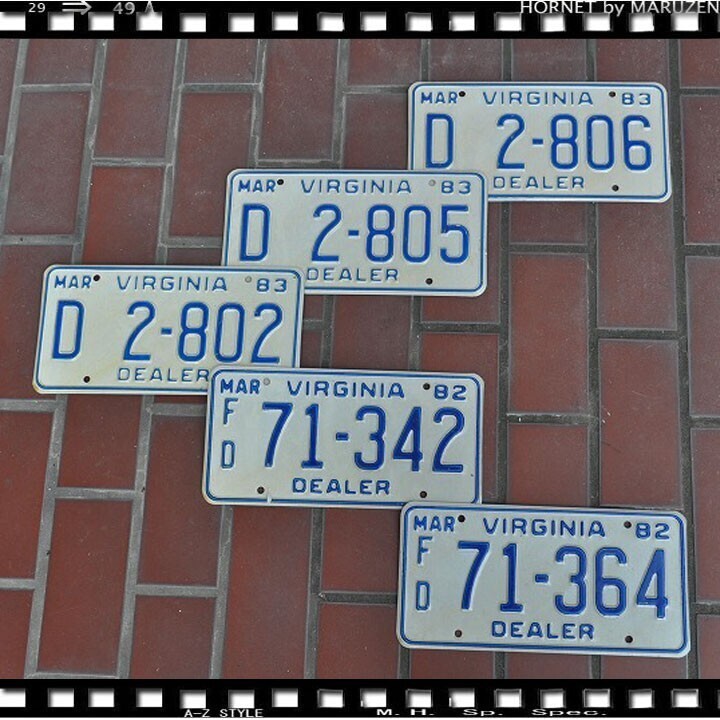 29 ⇒ 49 A
HORNET by MARUZEN
MAR VIRGINIA 83
D 2-806
DEALER
MAR VIRGINIA 83
D 2-805
DEALER
MAR VIRGINIA 83
D 2-802
DEALER
MAR VIRGINIA 82
FD 71-342
DEALER
MAR VIRGINIA 82
FD 71-364
DEALER
A-Z STYLE
M. H. Sp. Spec.